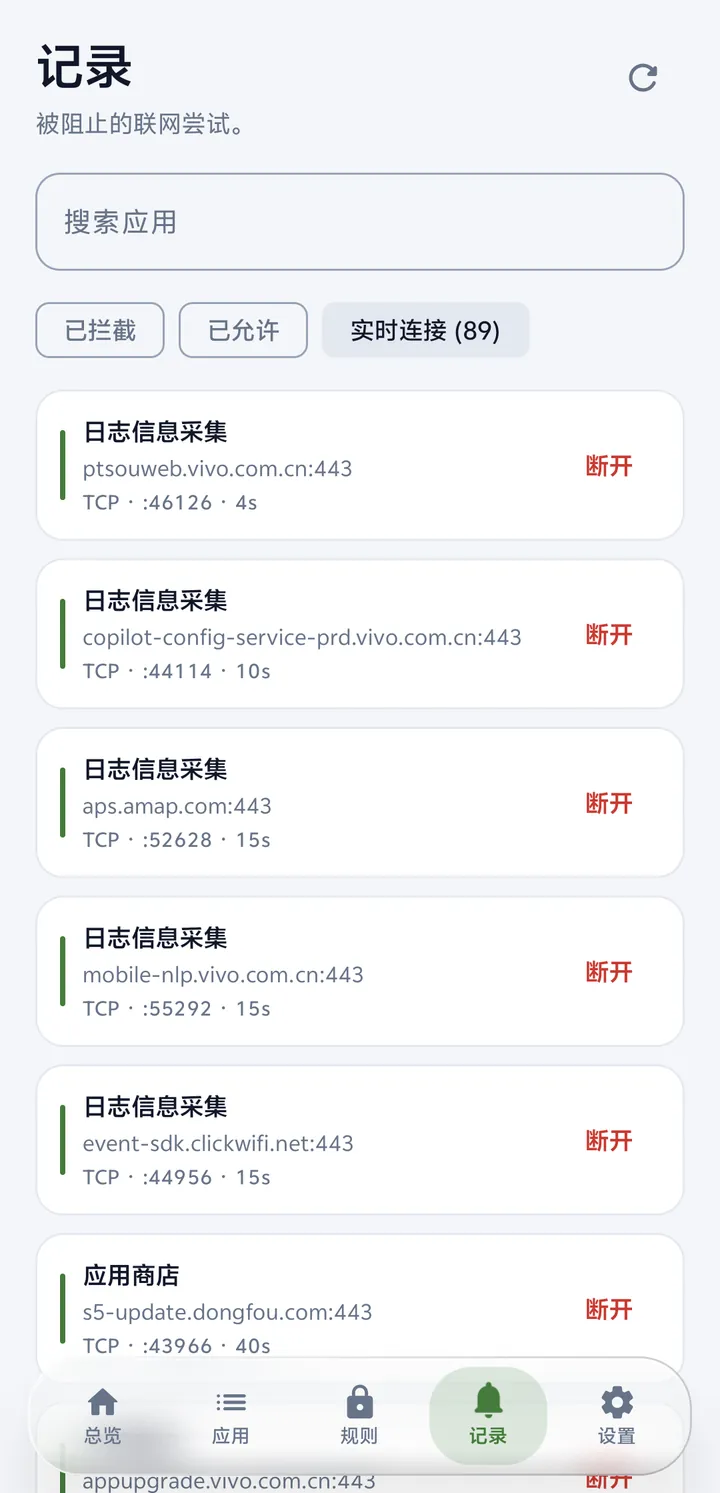 记录
被阻止的联网尝试。
搜索应用
已拦截
已允许
实时连接 (89)
日志信息采集
ptsouweb.vivo.com.cn:443
TCP · :46126 · 4s
断开
日志信息采集
copilot-config-service-prd.vivo.com.cn:443
TCP · :44114 · 10s
断开
日志信息采集
aps.amap.com:443
TCP · :52628 · 15s
断开
日志信息采集
mobile-nlp.vivo.com.cn:443
TCP · :55292 · 15s
断开
日志信息采集
event-sdk.clickwifi.net:443
TCP · :44956 · 15s
断开
应用商店
s5-update.dongfou.com:443
TCP · :43966 · 40s
断开
总览
应用
规则
记录
设置
appupgrade.vivo.com.cn:443
断开